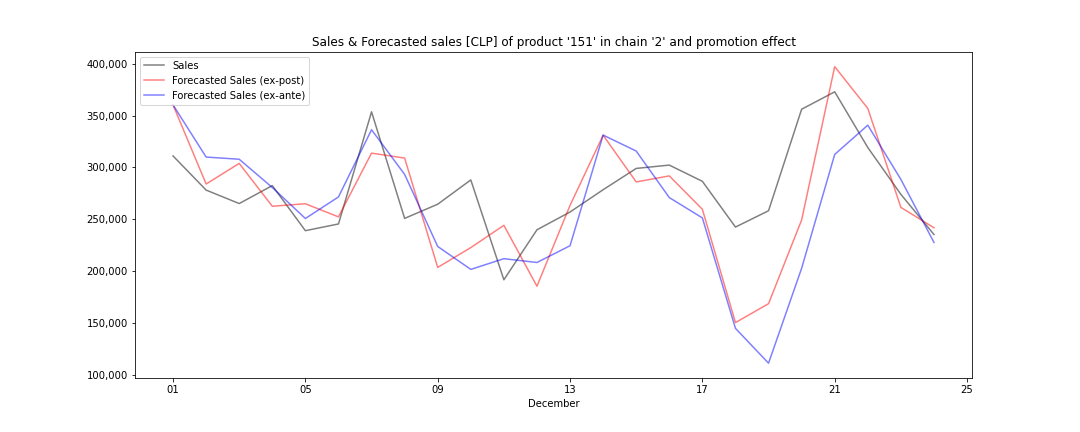 Sales & Forecasted sales [CLP] of product '151' in chain '2' and promotion effect
Sales
Forecasted Sales (ex-post)
Forecasted Sales (ex-ante)
400,000
350,000
300,000
250,000
200,000
150,000
100,000
01 05 09 13 17 21 25
December